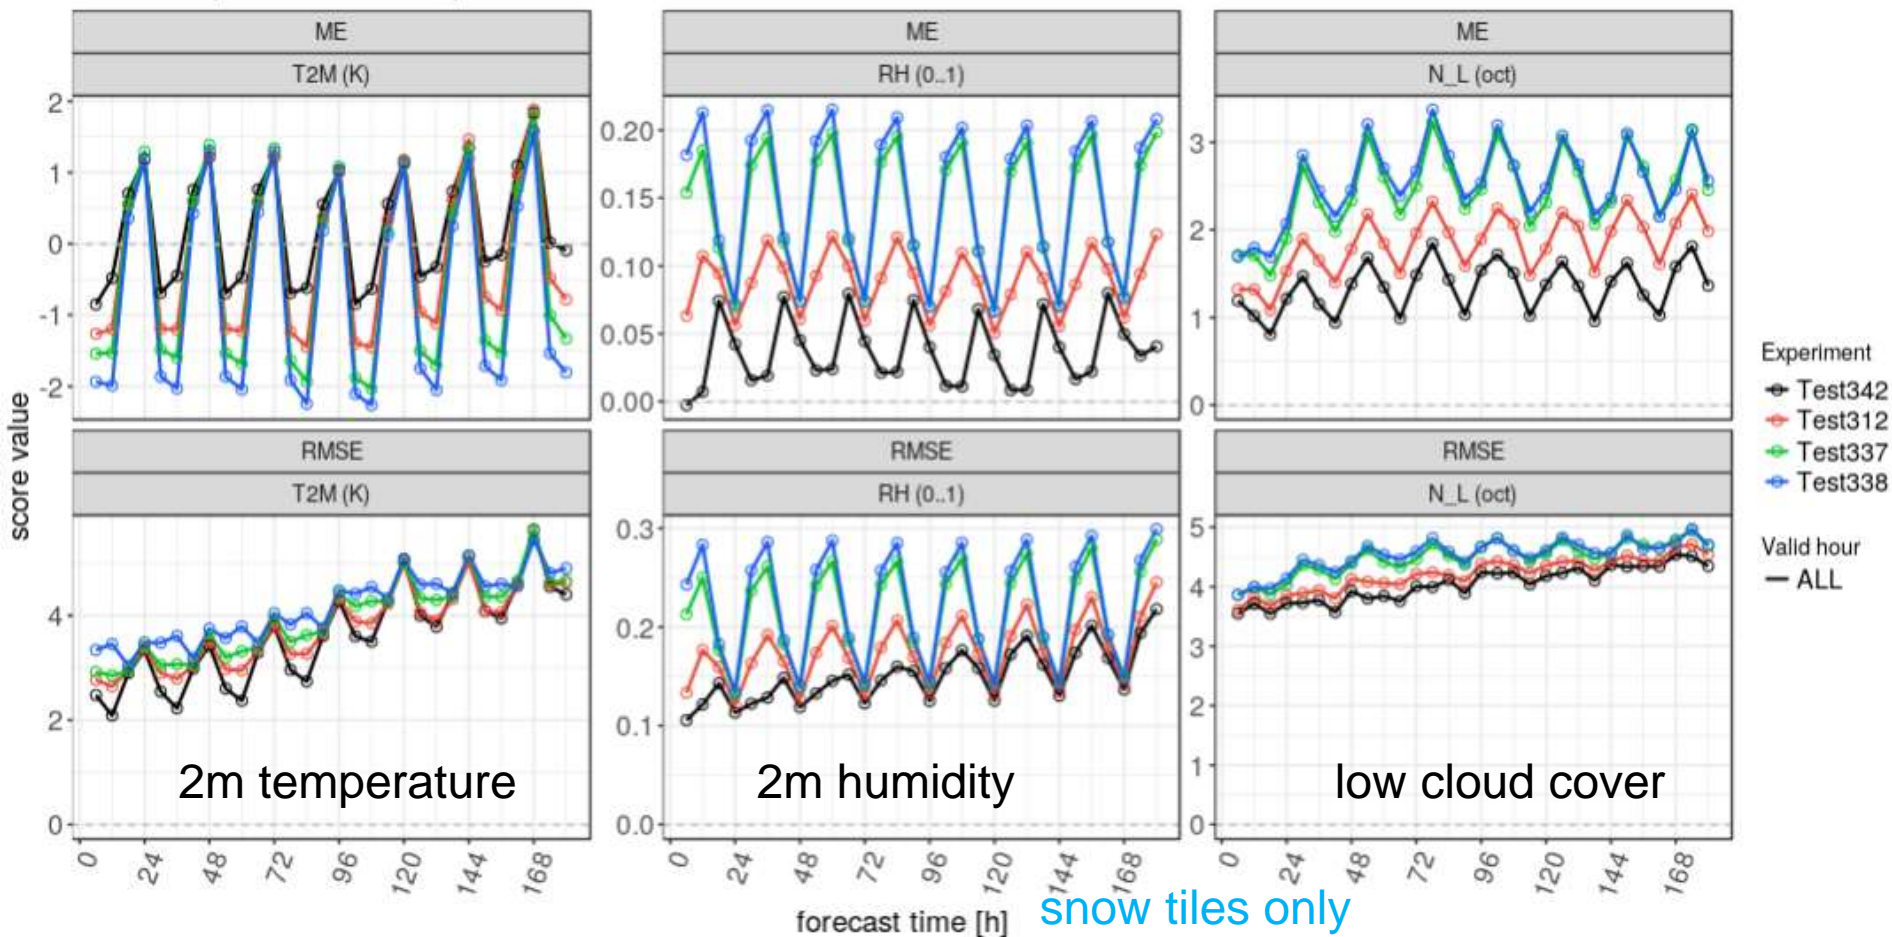 ME
ME
ME
T2M (K)
RH (0..1)
N_L (oct)
2
1
0
-1
-2
0.20
0.15
0.10
0.05
0.00
3
2
1
0
score value
RMSE
RMSE
RMSE
T2M (K)
RH (0..1)
N_L (oct)
4
2
0
0.3
0.2
0.1
0.0
5
4
3
2
1
0
2m temperature
2m humidity
low cloud cover
0 24 48 72 96 120 144 168
0 24 48 72 96 120 144 168
0 24 48 72 96 120 144 168
forecast time [h]
snow tiles only
Experiment
Test342
Test312
Test337
Test338
Valid hour
ALL